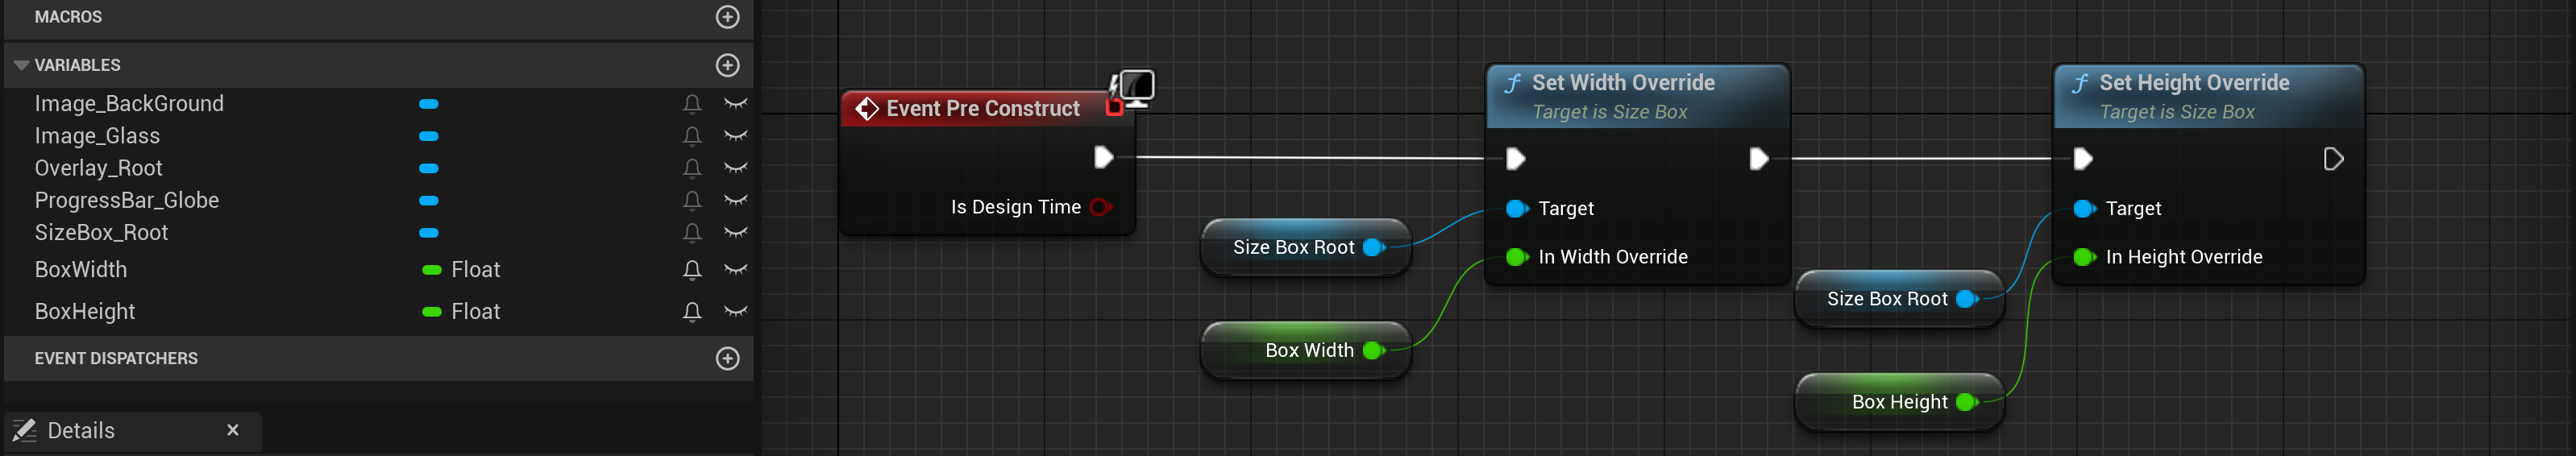 MACROS
VARIABLES
Image_BackGround
Image_Glass
Overlay_Root
ProgressBar_Globe
SizeBox_Root
BoxWidth Float
BoxHeight Float
EVENT DISPATCHERS
Details
Event Pre Construct
Is Design Time
Size Box Root
Box Width
Set Width Override
Target is Size Box
Target
In Width Override
Size Box Root
Box Height
Set Height Override
Target is Size Box
Target
In Height Override